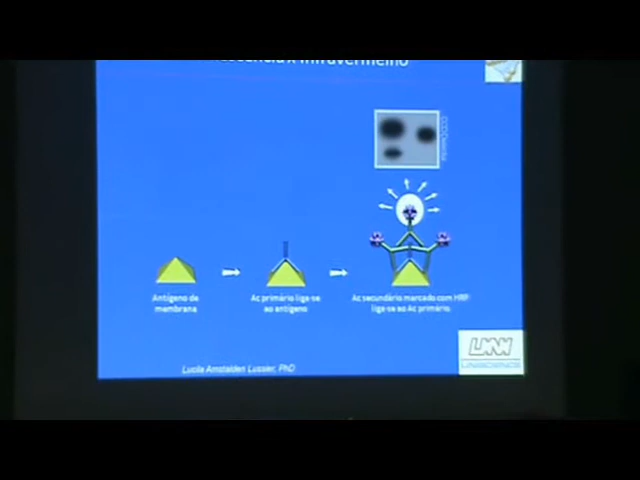 Antígeno de
membrana
Ac primário liga-se
ao antígeno
Ac secundário marcado com HRP
liga-se ao Ac primário
Lucila Amstalden Lussier, PhD